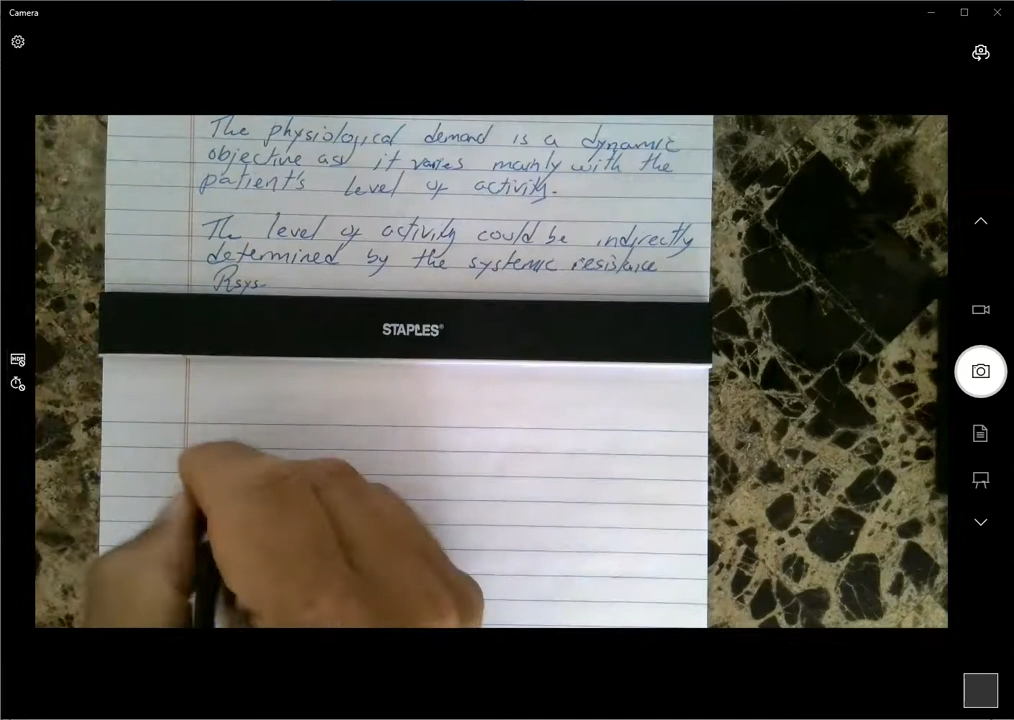 Camera
The physiological demand is a dynamic
objective as it varies mainly with the
patient's level of activity.
The level of activity could be indirectly
determined by the systemic resistance
Rsys.
STAPLES®